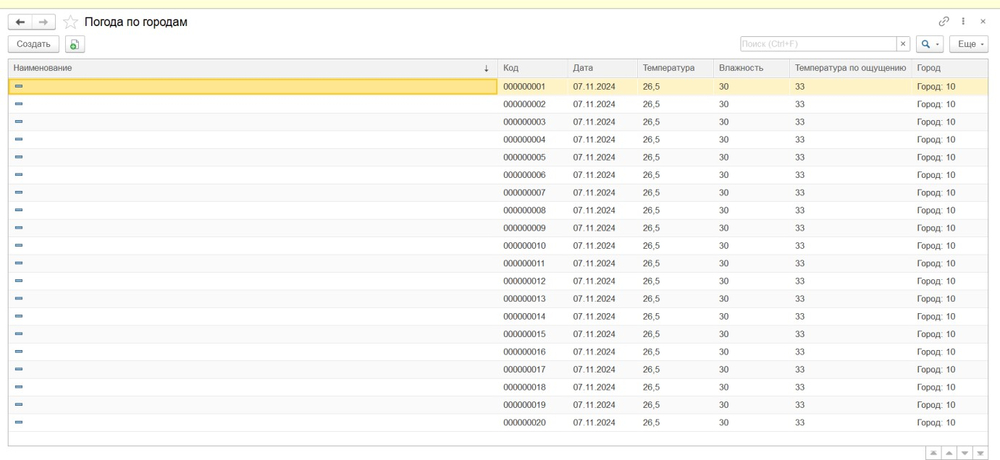 Погода по городам
Создать Поиск (Ctrl+F) Еще
Наименование Код Дата Температура Влажность Температура по ощущению Город
000000001 07.11.2024 26,5 30 33 Город: 10
000000002 07.11.2024 26,5 30 33 Город: 10
000000003 07.11.2024 26,5 30 33 Город: 10
000000004 07.11.2024 26,5 30 33 Город: 10
000000005 07.11.2024 26,5 30 33 Город: 10
000000006 07.11.2024 26,5 30 33 Город: 10
000000007 07.11.2024 26,5 30 33 Город: 10
000000008 07.11.2024 26,5 30 33 Город: 10
000000009 07.11.2024 26,5 30 33 Город: 10
000000010 07.11.2024 26,5 30 33 Город: 10
000000011 07.11.2024 26,5 30 33 Город: 10
000000012 07.11.2024 26,5 30 33 Город: 10
000000013 07.11.2024 26,5 30 33 Город: 10
000000014 07.11.2024 26,5 30 33 Город: 10
000000015 07.11.2024 26,5 30 33 Город: 10
000000016 07.11.2024 26,5 30 33 Город: 10
000000017 07.11.2024 26,5 30 33 Город: 10
000000018 07.11.2024 26,5 30 33 Город: 10
000000019 07.11.2024 26,5 30 33 Город: 10
000000020 07.11.2024 26,5 30 33 Город: 10